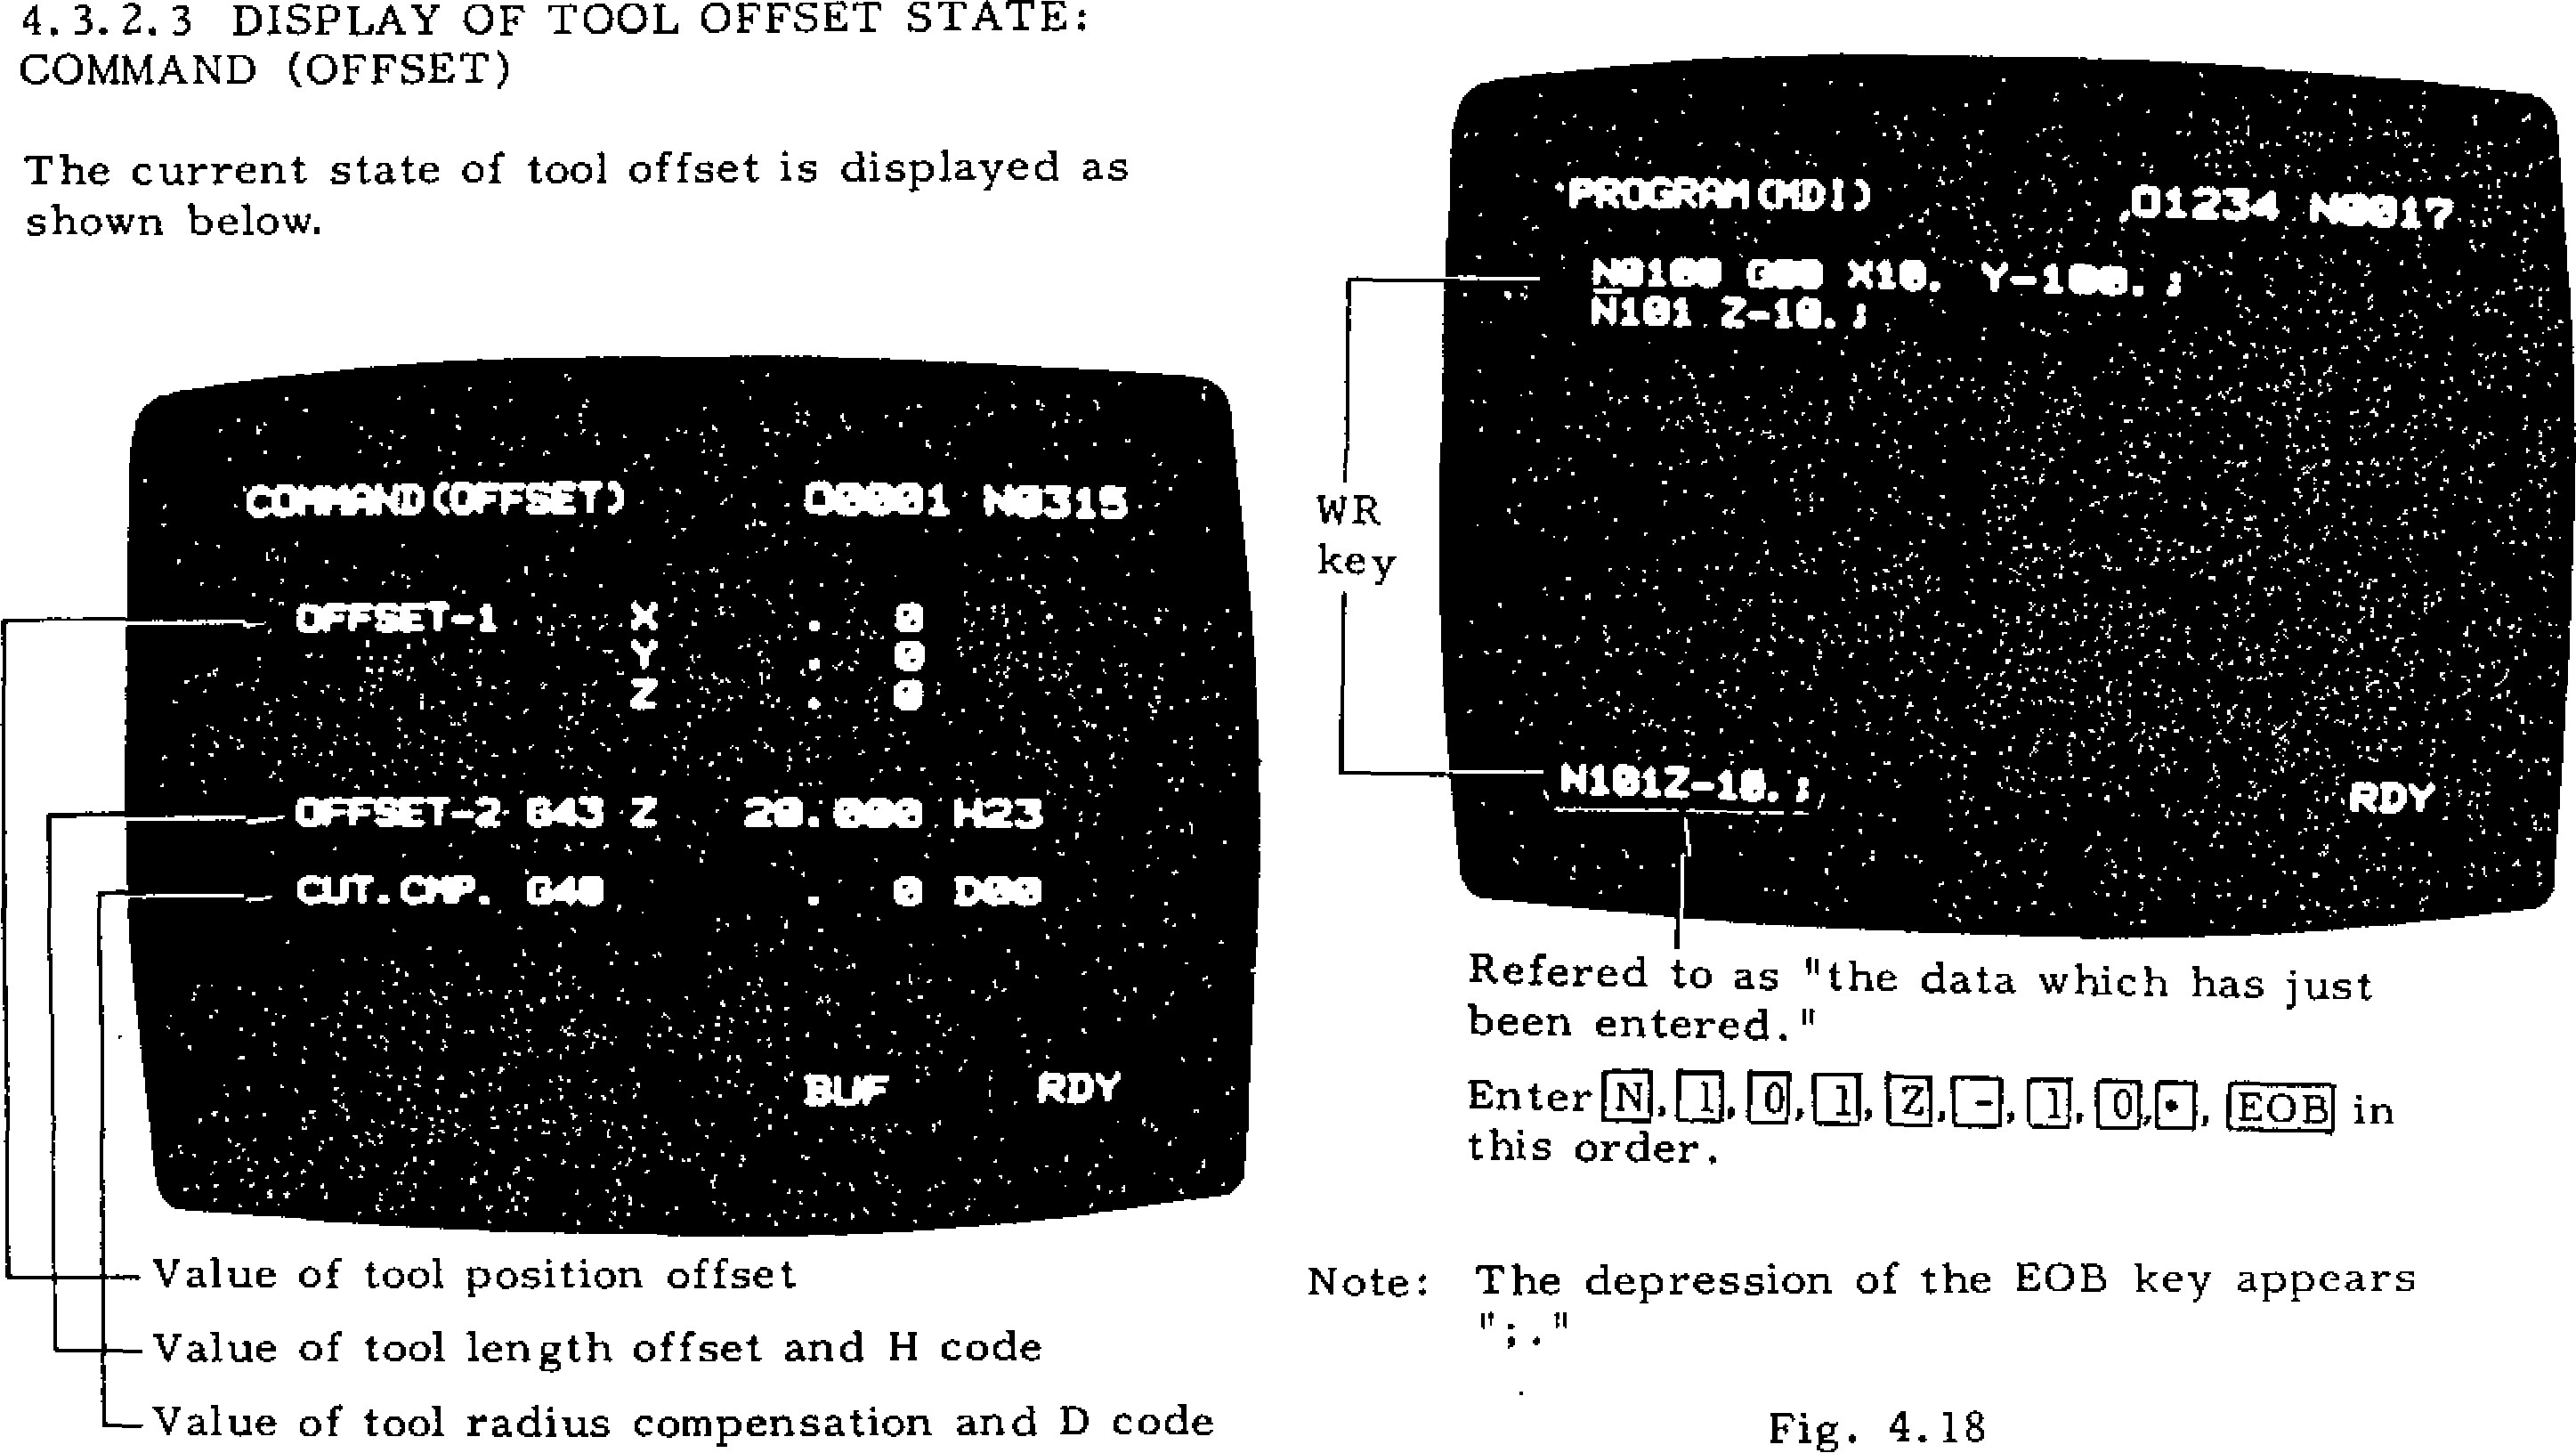 4.3.2.3 DISPLAY OF TOOL OFFSET STATE:
COMMAND (OFFSET)
The current state of tool offset is displayed as
shown below.
COMMAND(OFFSET) O0001 N0315
OFFSET-1 X . 0
Y . 0
Z . 0
OFFSET-2 G43 Z 20.000 H23
CUT.CMP. G40 . 0 D00
BUF RDY
Value of tool position offset
Value of tool length offset and H code
Value of tool radius compensation and D code
PROGRAM(MDI) O1234 N0017
N0100 G00 X10. Y-100.;
N101 Z-10.;
WR
key
N101Z-10.;
RDY
Refered to as "the data which has just
been entered."
Enter N, 1, 0, 1, Z, -, 1, 0, ., EOB in
this order.
Note: The depression of the EOB key appears
";."
Fig. 4.18